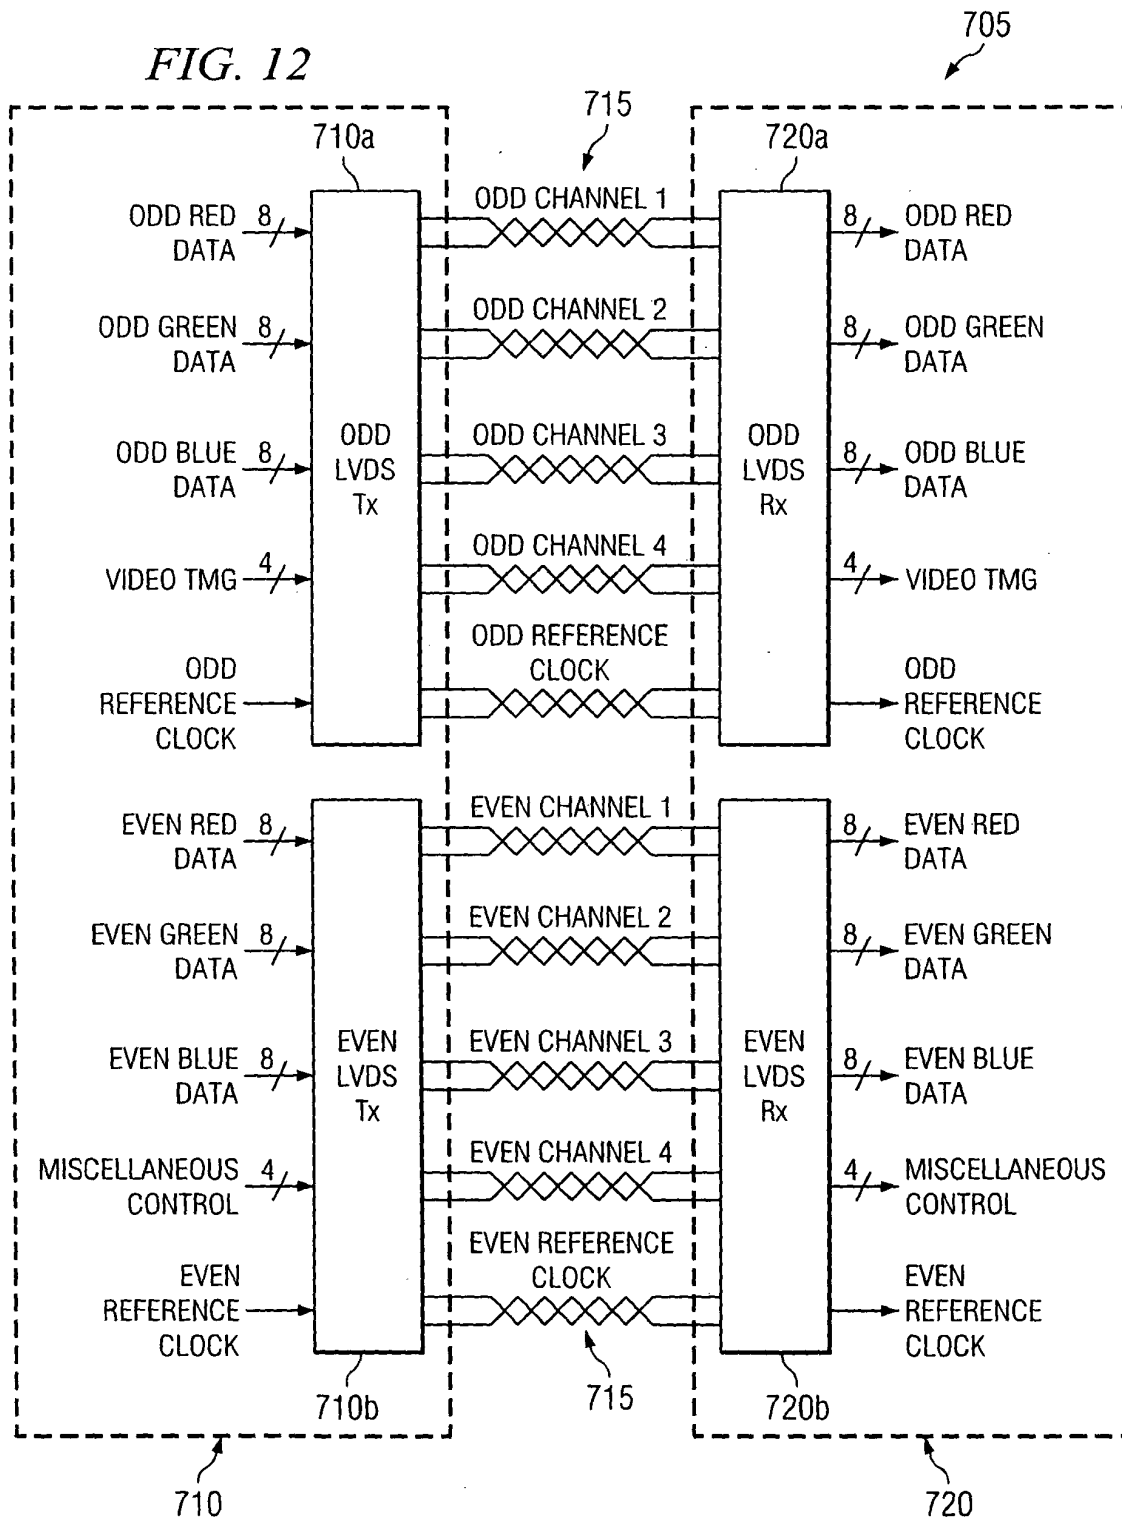 FIG. 12
705
715
710a
720a
ODD RED
DATA
8
ODD CHANNEL 1
8
ODD RED
DATA
ODD GREEN
DATA
8
ODD CHANNEL 2
8
ODD GREEN
DATA
ODD BLUE
DATA
8
ODD
LVDS
Tx
ODD CHANNEL 3
ODD
LVDS
Rx
8
ODD BLUE
DATA
VIDEO TMG
4
ODD CHANNEL 4
4
VIDEO TMG
ODD
REFERENCE
CLOCK
ODD REFERENCE
CLOCK
ODD
REFERENCE
CLOCK
EVEN RED
DATA
8
EVEN CHANNEL 1
8
EVEN RED
DATA
EVEN GREEN
DATA
8
EVEN CHANNEL 2
8
EVEN GREEN
DATA
EVEN BLUE
DATA
8
EVEN
LVDS
Tx
EVEN CHANNEL 3
EVEN
LVDS
Rx
8
EVEN BLUE
DATA
MISCELLANEOUS
CONTROL
4
EVEN CHANNEL 4
4
MISCELLANEOUS
CONTROL
EVEN
REFERENCE
CLOCK
EVEN REFERENCE
CLOCK
EVEN
REFERENCE
CLOCK
710b
715
720b
710
720